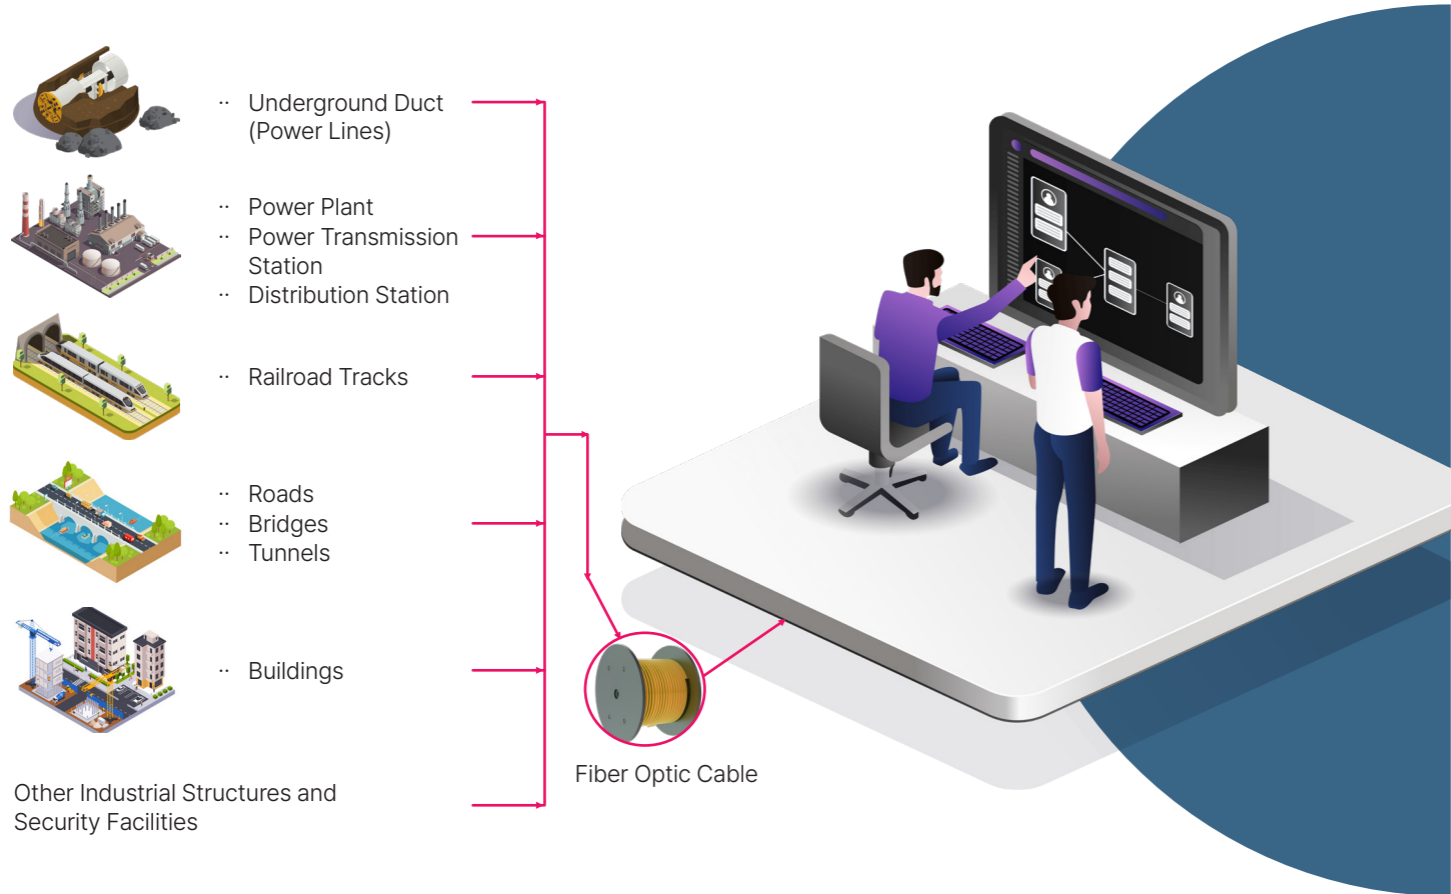 ·· Underground Duct
(Power Lines)
·· Power Plant
·· Power Transmission
Station
·· Distribution Station
·· Railroad Tracks
·· Roads
·· Bridges
·· Tunnels
·· Buildings
Other Industrial Structures and
Security Facilities
Fiber Optic Cable